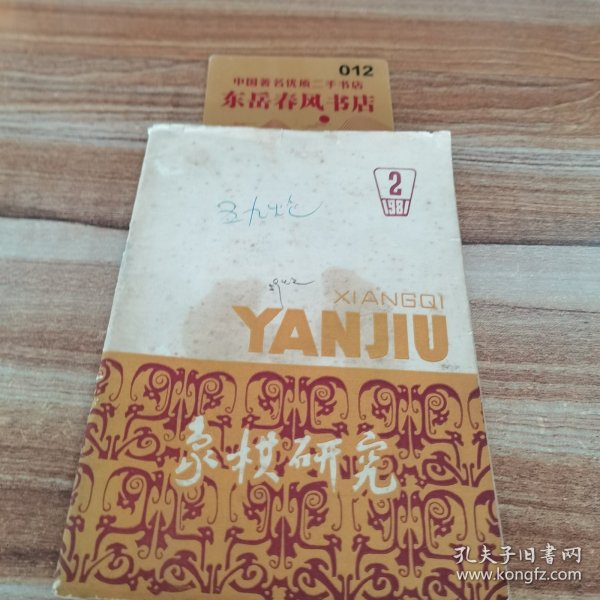 012
中国著名优质二手书店
东岳春风书店
2
1981
XIANGQI
YANJIU
象棋研究
孔夫子旧书网
www.kongfz.com